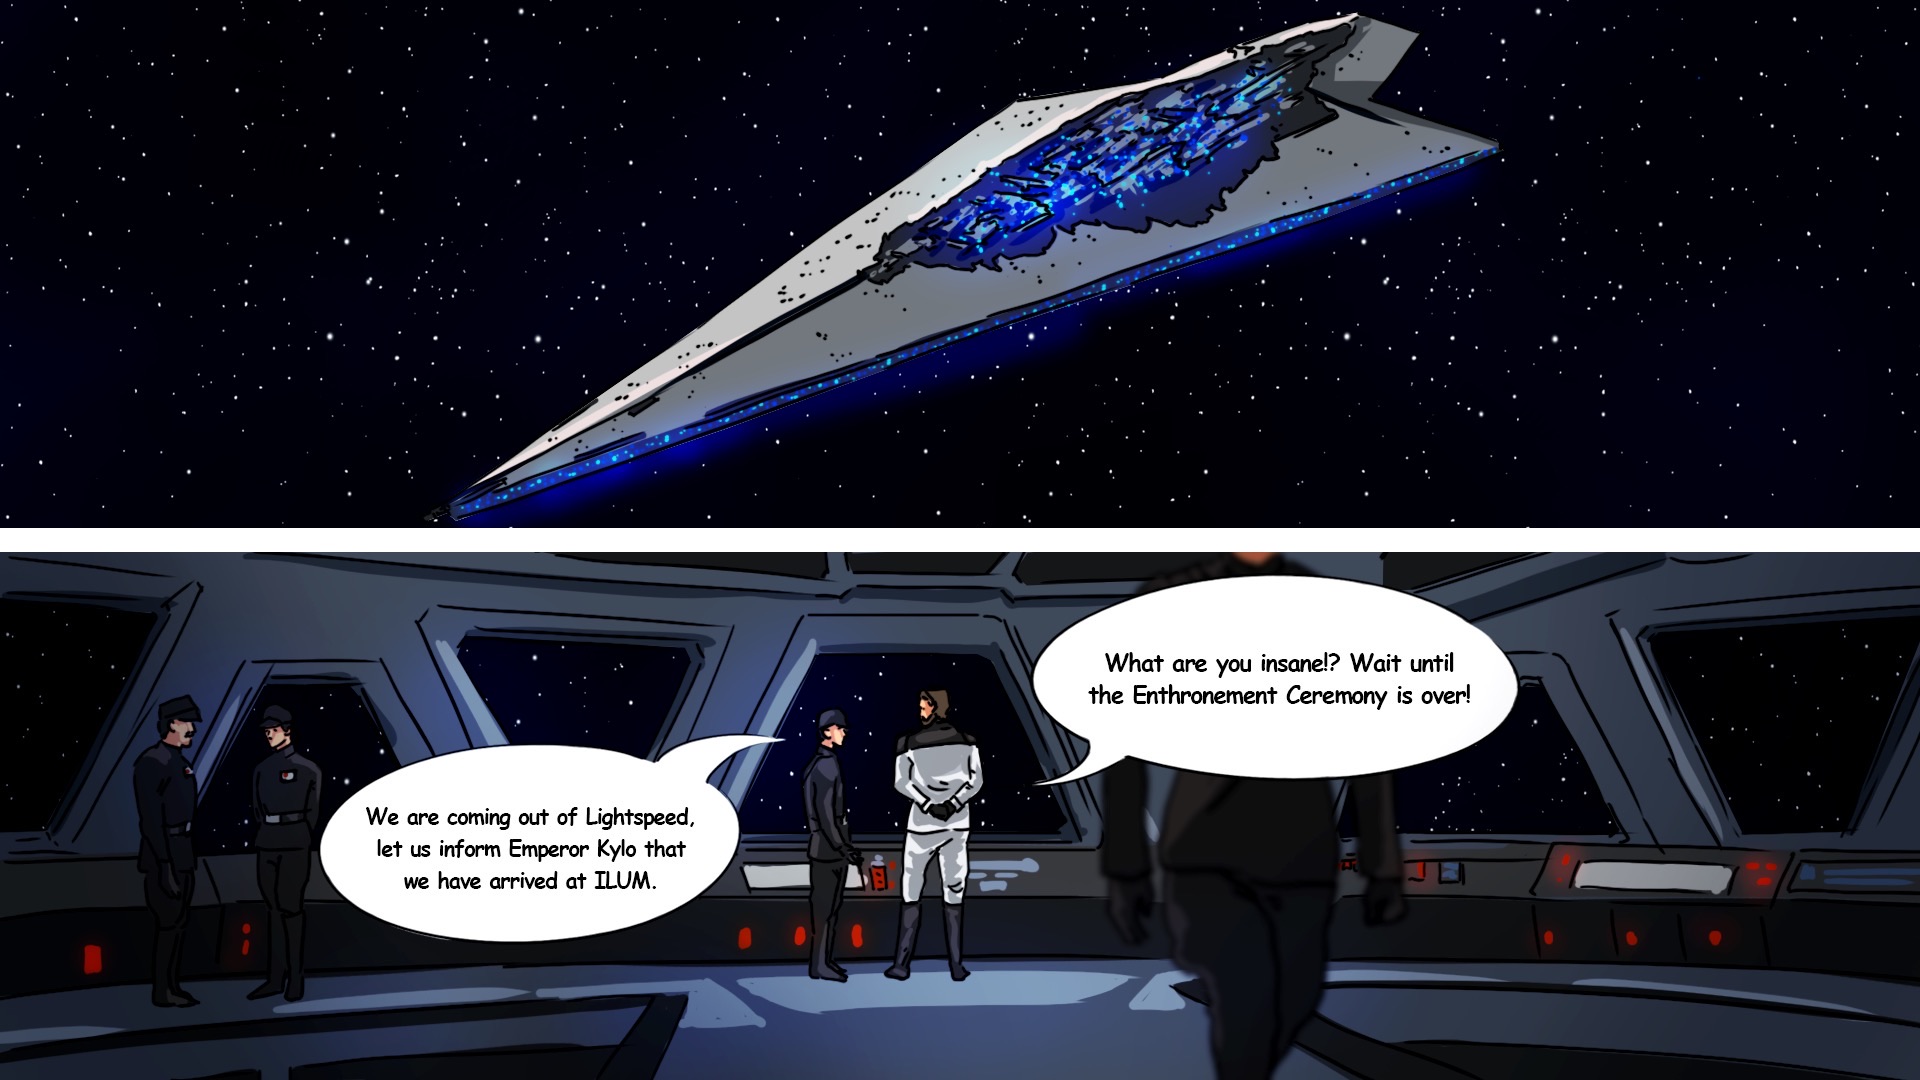 We are coming out of Lightspeed,
let us inform Emperor Kylo that
we have arrived at ILUM.
What are you insane!? Wait until
the Enthronement Ceremony is over!